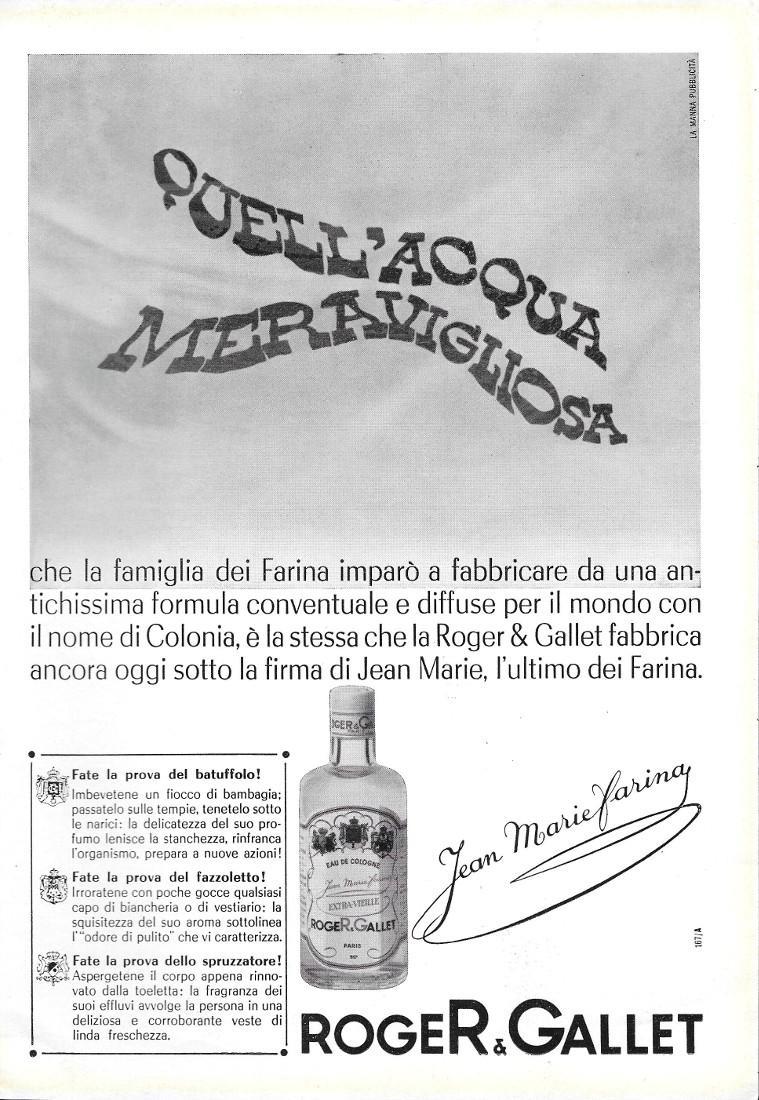 LA MANNA PUBBLICITÀ
QUELL'ACQUA
MERAVIGLIOSA
che la famiglia dei Farina imparò a fabbricare da una an-
tichissima formula conventuale e diffuse per il mondo con
il nome di Colonia, è la stessa che la Roger & Gallet fabbrica
ancora oggi sotto la firma di Jean Marie, l'ultimo dei Farina.
Fate la prova del batuffolo!
Imbevetene un fiocco di bambagia;
passatelo sulle tempie, tenetelo sotto
le narici: la delicatezza del suo pro-
fumo lenisce la stanchezza, rinfranca
l'organismo, prepara a nuove azioni!
Fate la prova del fazzoletto!
Irroratene con poche gocce qualsiasi
capo di biancheria o di vestiario: la
squisitezza del suo aroma sottolinea
l'"odore di pulito" che vi caratterizza.
Fate la prova dello spruzzatore!
Aspergetene il corpo appena rinno-
vato dalla toeletta: la fragranza dei
suoi effluvi avvolge la persona in una
deliziosa e corroborante veste di
linda freschezza.
ROGER & GALLET
EAU DE COLOGNE
Jean Marie Farina
EXTRA-VIEILLE
ROGER & GALLET
PARIS
Jean Marie Farina
167/A
ROGER & GALLET